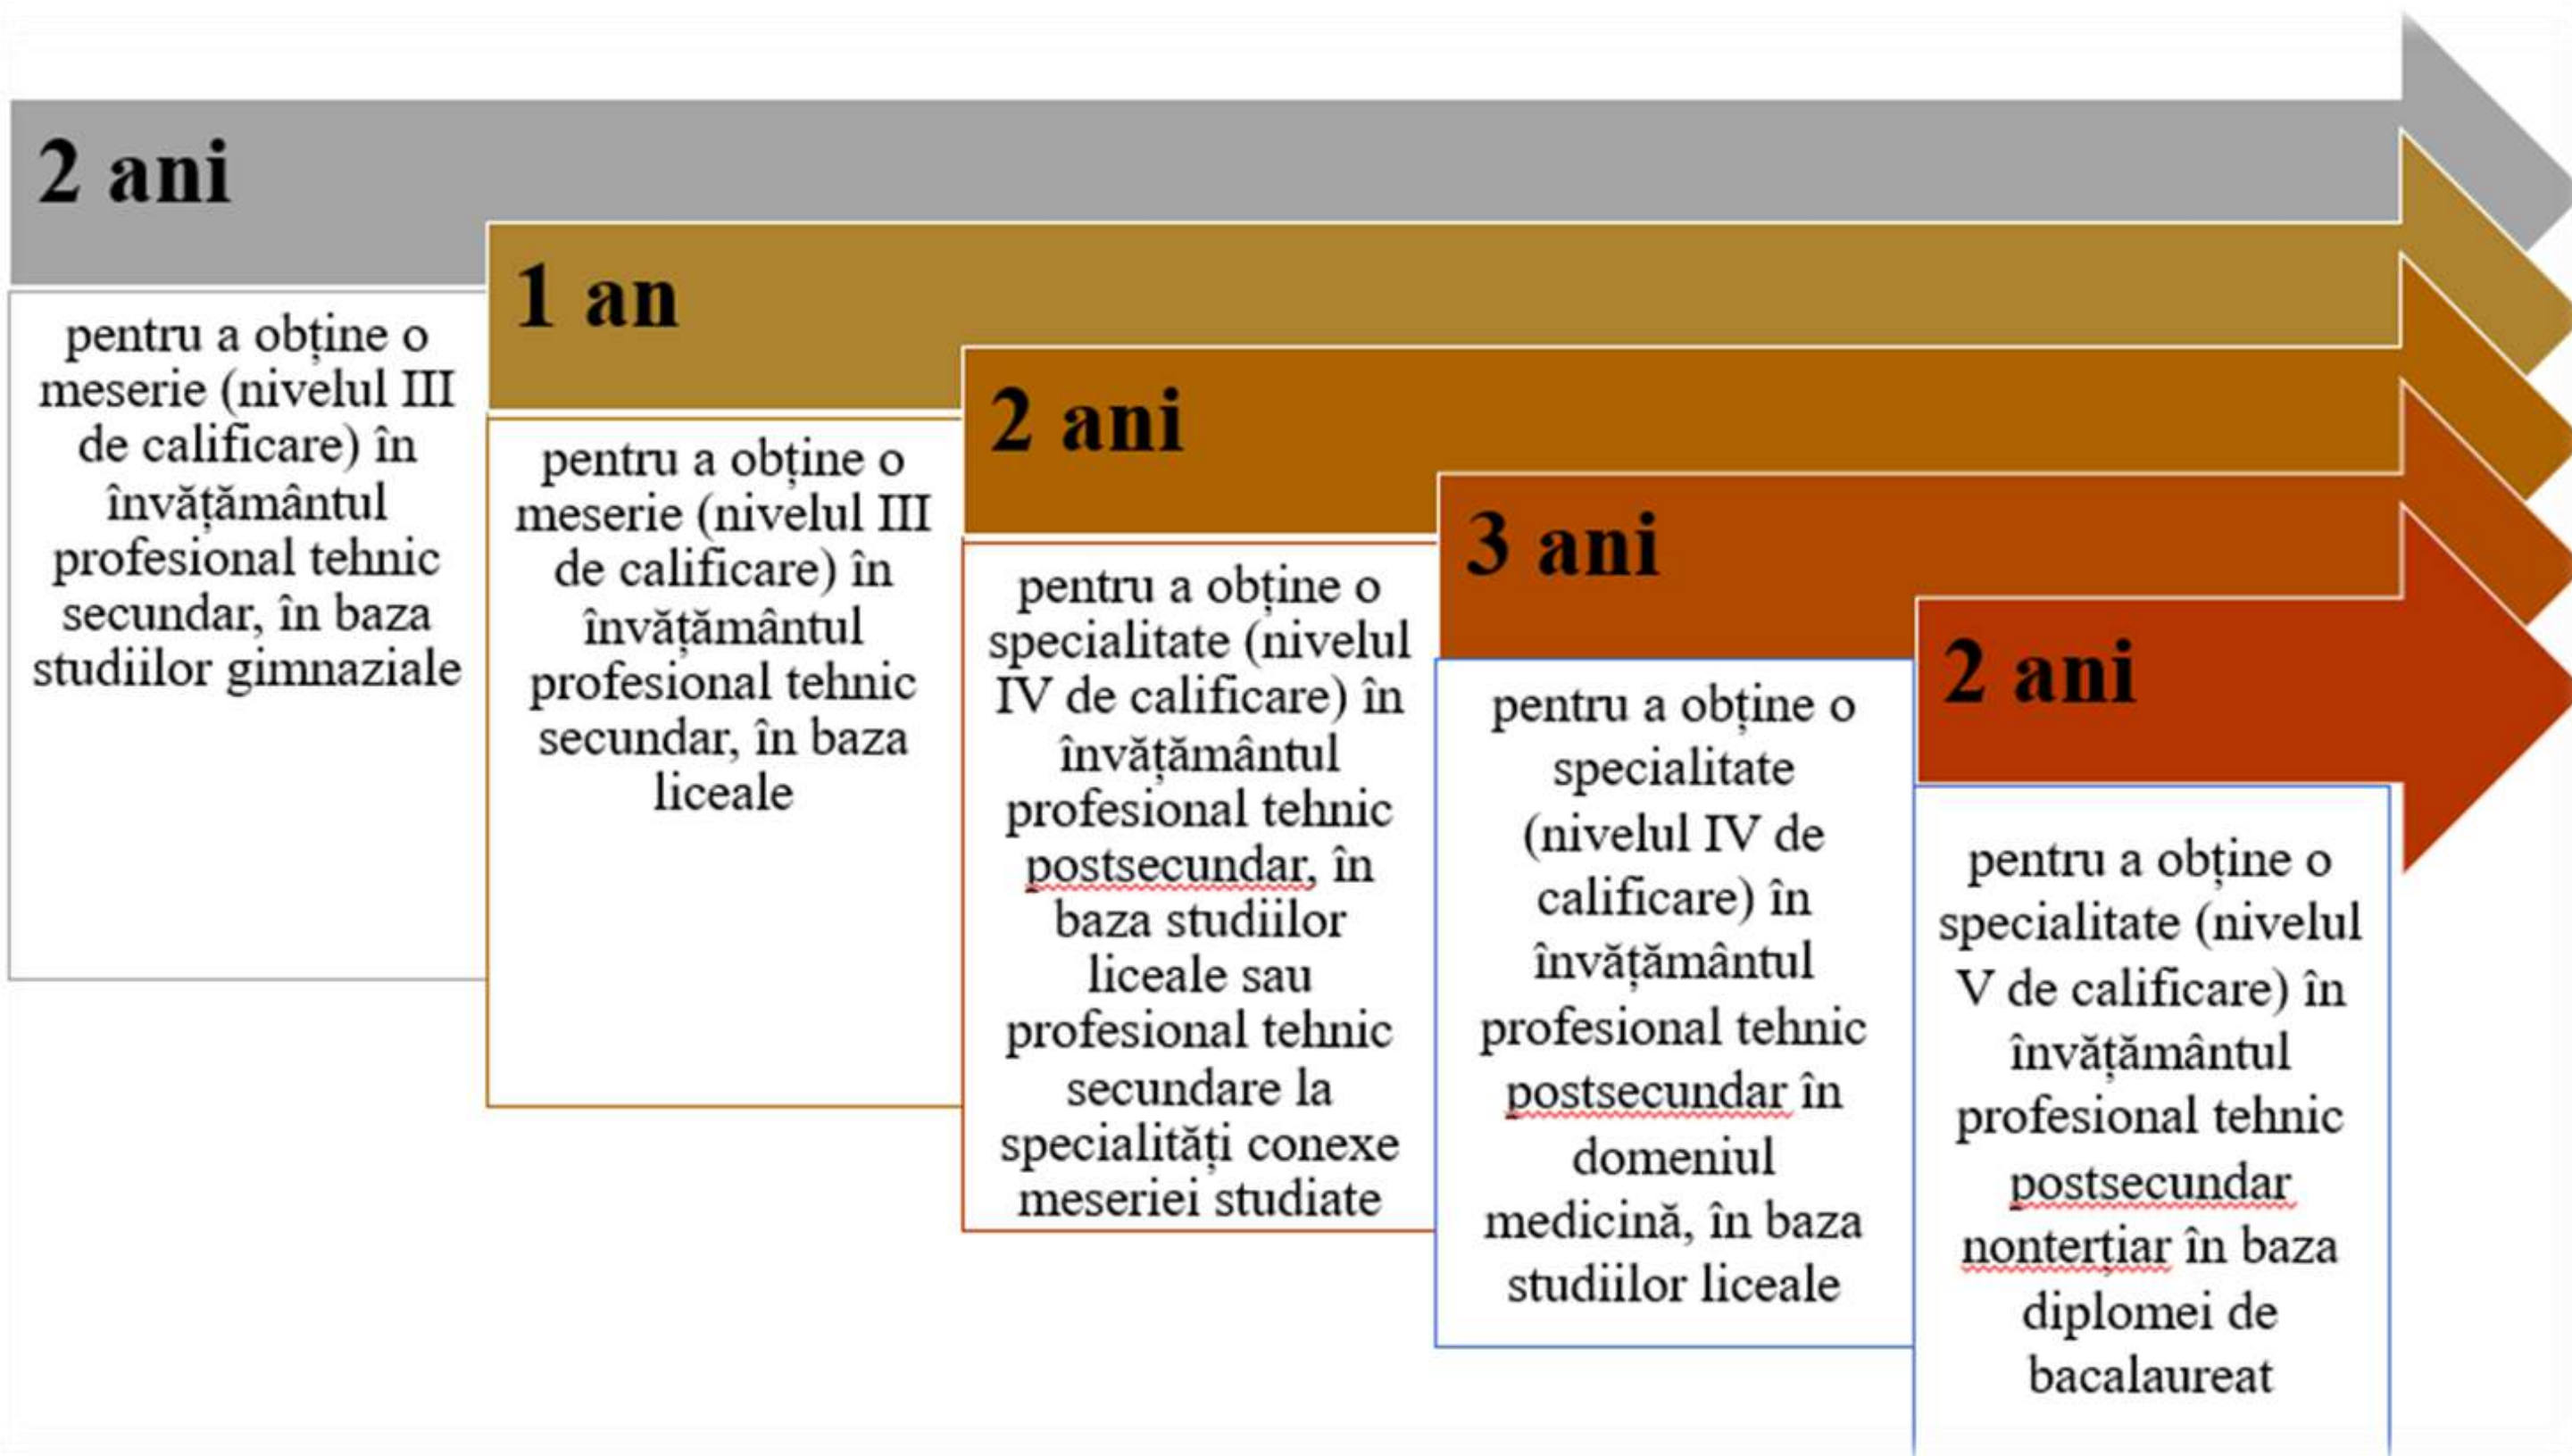 2 ani
pentru a obține o
meserie (nivelul III
de calificare) în
învățământul
profesional tehnic
secundar, în baza
studiilor gimnaziale
1 an
pentru a obține o
meserie (nivelul III
de calificare) în
învățământul
profesional tehnic
secundar, în baza
liceale
2 ani
pentru a obține o
specialitate (nivelul
IV de calificare) în
învățământul
profesional tehnic
postsecundar, în
baza studiilor
liceale sau
profesional tehnic
secundare la
specialități conexe
meseriei studiate
3 ani
pentru a obține o
specialitate
(nivelul IV de
calificare) în
învățământul
profesional tehnic
postsecundar în
domeniul
medicină, în baza
studiilor liceale
2 ani
pentru a obține o
specialitate (nivelul
V de calificare) în
învățământul
profesional tehnic
postsecundar
nonterțiar în baza
diplomei de
bacalaureat